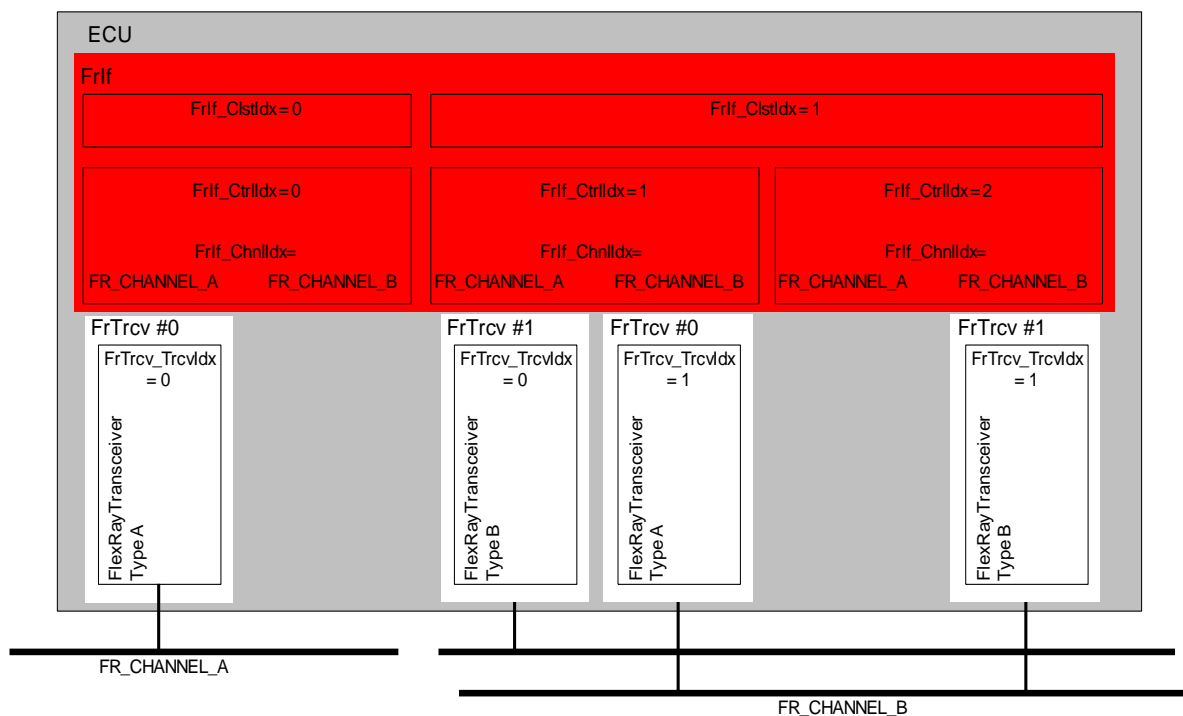 ECU
FrIf
FrIf_ClstIdx= 0
FrIf_ClstIdx= 1
FrIf_CtrlIdx=0
FrIf_CtrlIdx=1
FrIf_CtrlIdx=2
FrIf_ChnlIdx=
FrIf_ChnlIdx=
FrIf_ChnlIdx=
FR_CHANNEL_A
FR_CHANNEL_B
FR_CHANNEL_A
FR_CHANNEL_B
FR_CHANNEL_A
FR_CHANNEL_B
FrTrcv #0
FrTrcv #1
FrTrcv #0
FrTrcv #1
FrTrcv_TrcvIdx
= 0
FrTrcv_TrcvIdx
= 0
FrTrcv_TrcvIdx
= 1
FrTrcv_TrcvIdx
= 1
FlexRayTransceiver
Type A
FlexRayTransceiver
Type B
FlexRayTransceiver
Type A
FlexRayTransceiver
Type B
FR_CHANNEL_A
FR_CHANNEL_B